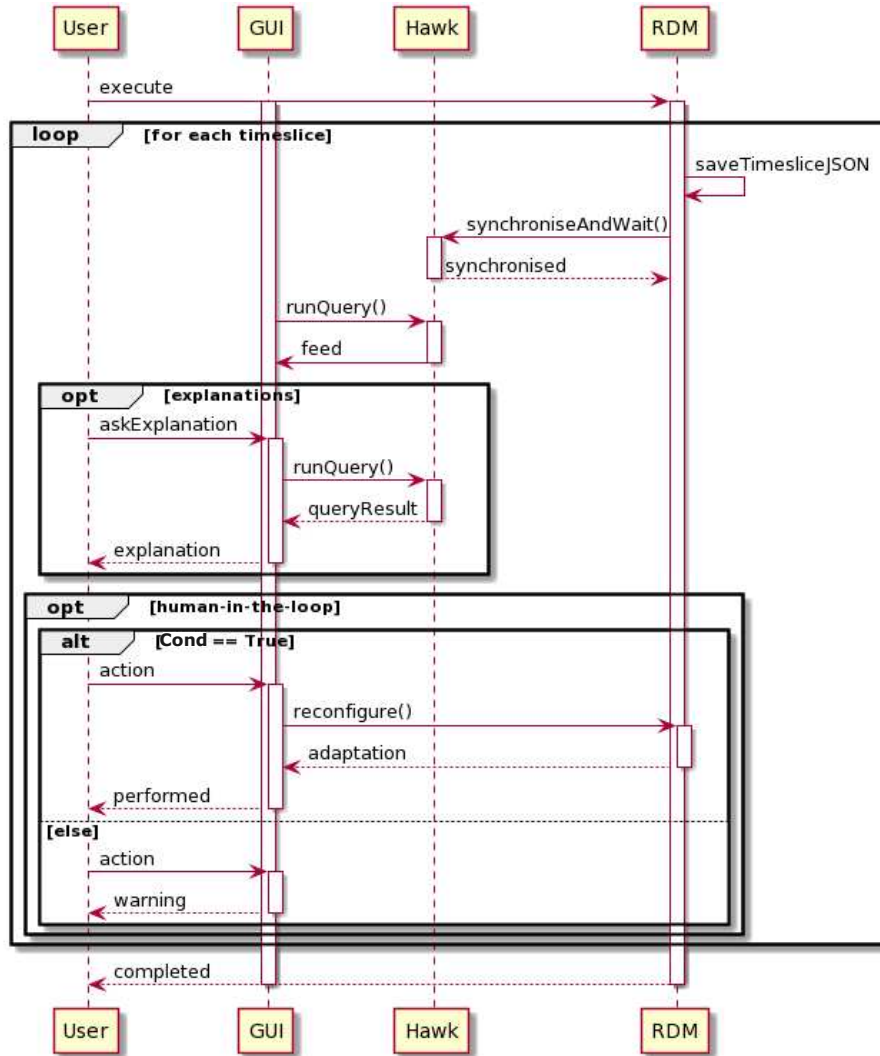 User GUI Hawk RDM
execute
loop [for each timeslice]
saveTimesliceJSON
synchroniseAndWait()
synchronised
runQuery()
feed
opt [explanations]
askExplanation
runQuery()
queryResult
explanation
opt [human-in-the-loop]
alt [Cond == True]
action
reconfigure()
adaptation
performed
[else]
action
warning
completed
User GUI Hawk RDM